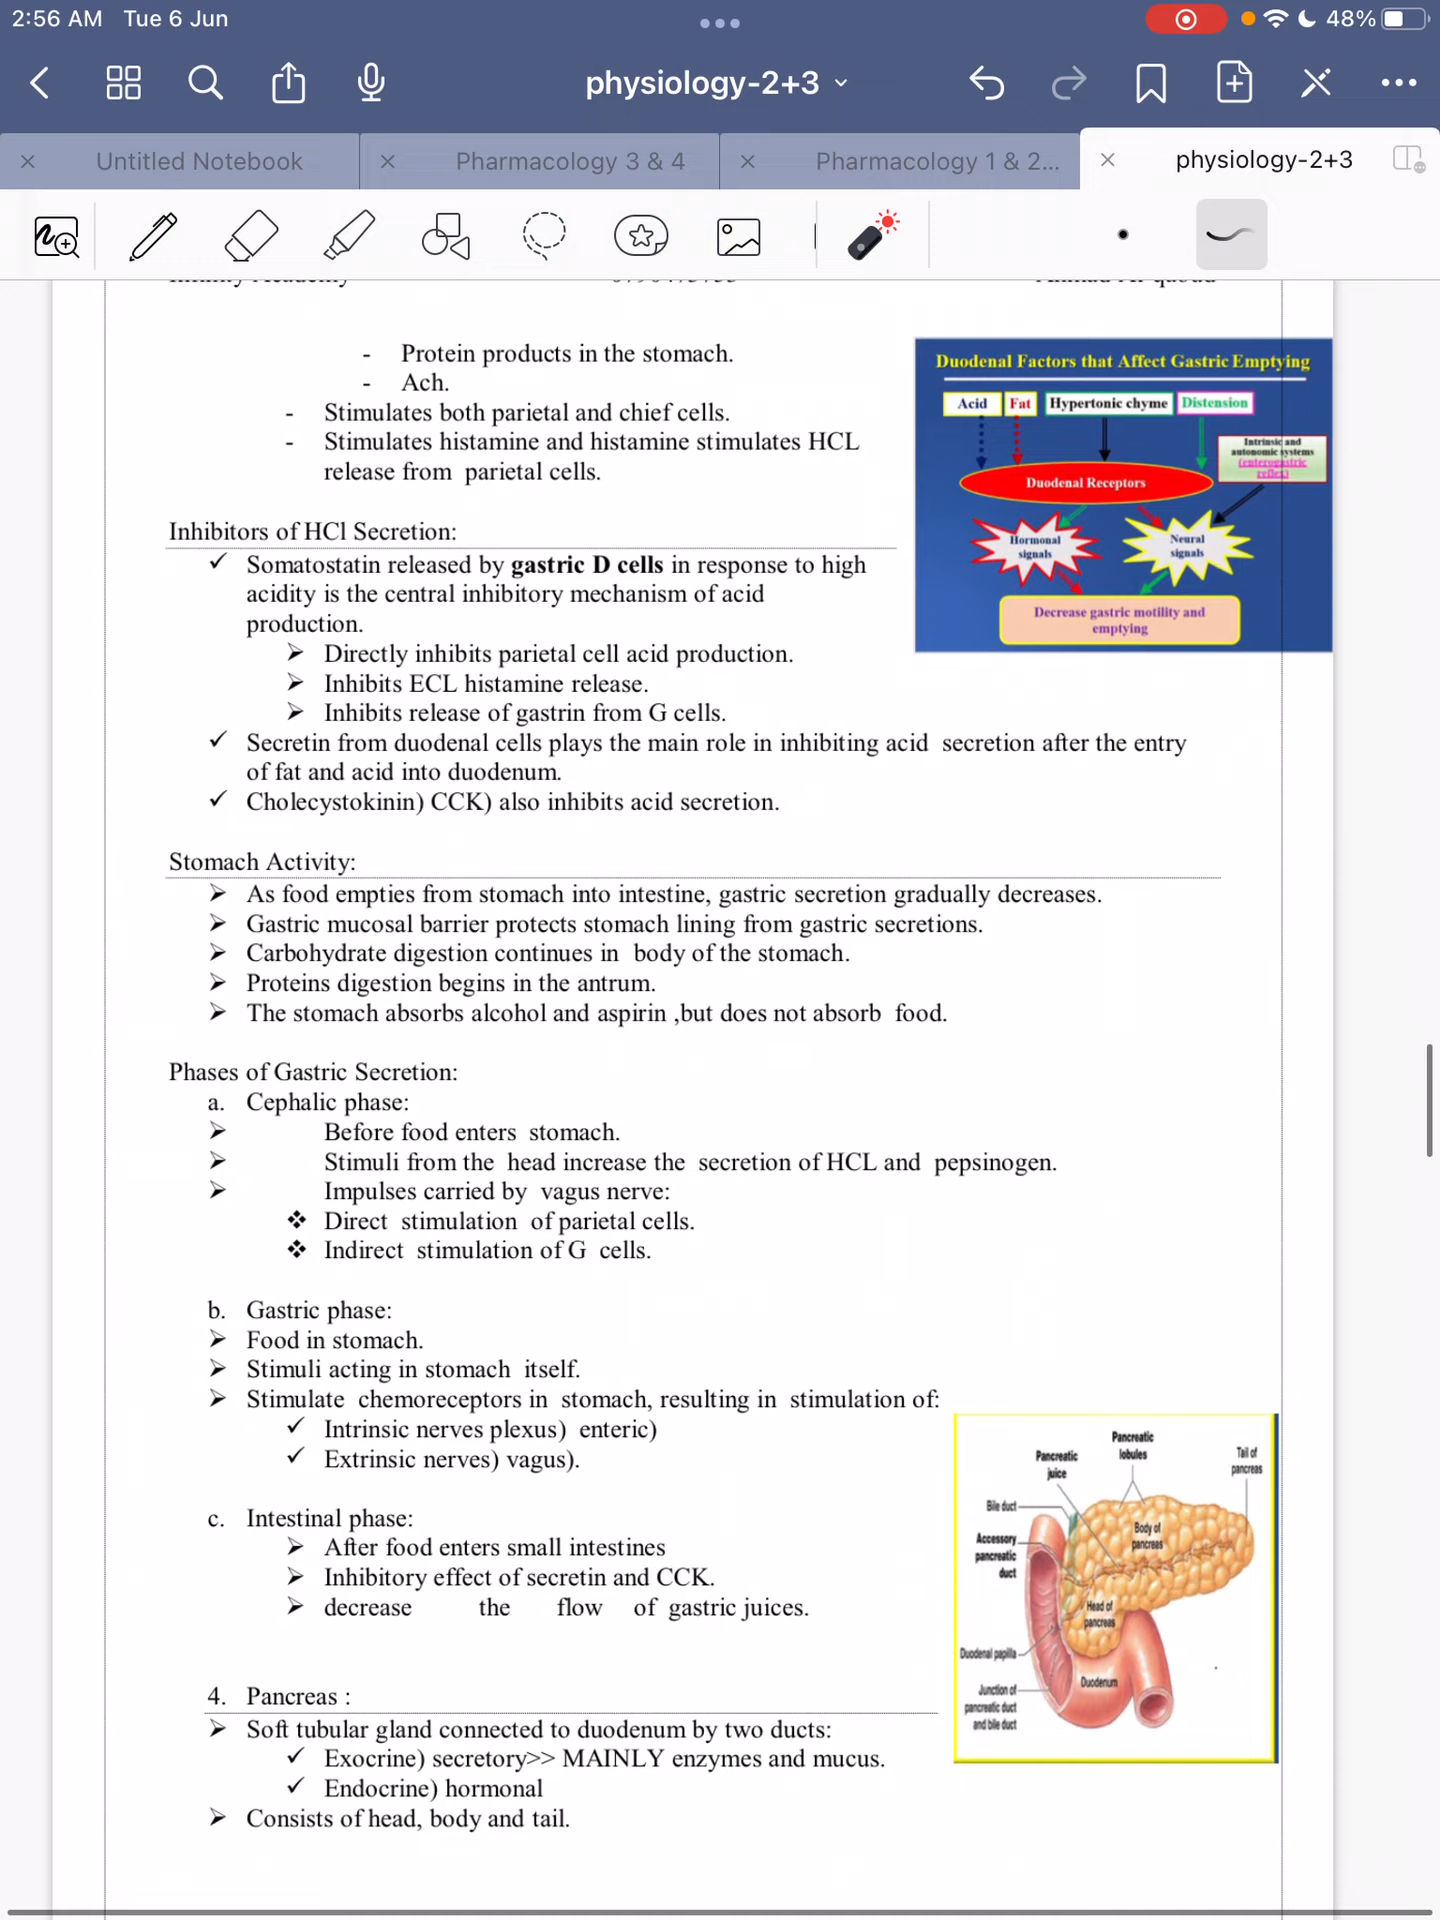 2:56 AM Tue 6 Jun
48%
physiology-2+3
Untitled Notebook
Pharmacology 3 & 4
Pharmacology 1 & 2...
physiology-2+3
- Protein products in the stomach.
- Ach.
- Stimulates both parietal and chief cells.
- Stimulates histamine and histamine stimulates HCL
release from parietal cells.
Duodenal Factors that Affect Gastric Emptying
Acid Fat Hypertonic chyme Distension
Intrinsic and
autonomic systems
(enterogastric
reflex)
Duodenal Receptors
Hormonal
signals
Neural
signals
Decrease gastric motility and
emptying
Inhibitors of HCl Secretion:
✓ Somatostatin released by gastric D cells in response to high
acidity is the central inhibitory mechanism of acid
production.
➢ Directly inhibits parietal cell acid production.
➢ Inhibits ECL histamine release.
➢ Inhibits release of gastrin from G cells.
✓ Secretin from duodenal cells plays the main role in inhibiting acid secretion after the entry
of fat and acid into duodenum.
✓ Cholecystokinin) CCK) also inhibits acid secretion.
Stomach Activity:
➢ As food empties from stomach into intestine, gastric secretion gradually decreases.
➢ Gastric mucosal barrier protects stomach lining from gastric secretions.
➢ Carbohydrate digestion continues in body of the stomach.
➢ Proteins digestion begins in the antrum.
➢ The stomach absorbs alcohol and aspirin ,but does not absorb food.
Phases of Gastric Secretion:
a. Cephalic phase:
➢ Before food enters stomach.
➢ Stimuli from the head increase the secretion of HCL and pepsinogen.
➢ Impulses carried by vagus nerve:
❖ Direct stimulation of parietal cells.
❖ Indirect stimulation of G cells.
b. Gastric phase:
➢ Food in stomach.
➢ Stimuli acting in stomach itself.
➢ Stimulate chemoreceptors in stomach, resulting in stimulation of:
✓ Intrinsic nerves plexus) enteric)
✓ Extrinsic nerves) vagus).
c. Intestinal phase:
➢ After food enters small intestines
➢ Inhibitory effect of secretin and CCK.
➢ decrease the flow of gastric juices.
Pancreatic
lobules
Pancreatic
juice
Tail of
pancreas
Bile duct
Body of
pancreas
Accessory
pancreatic
duct
Head of
pancreas
Duodenal papilla
Duodenum
Junction of
pancreatic duct
and bile duct
4. Pancreas :
➢ Soft tubular gland connected to duodenum by two ducts:
✓ Exocrine) secretory>> MAINLY enzymes and mucus.
✓ Endocrine) hormonal
➢ Consists of head, body and tail.